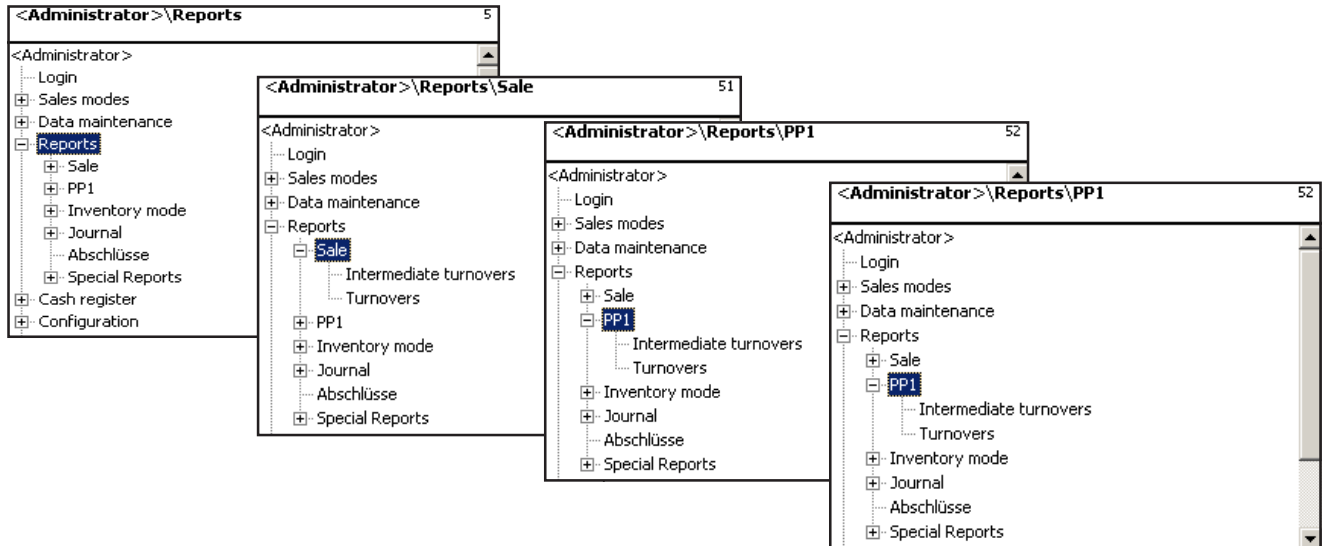 <Administrator>\Reports 5
<Administrator>
Login
Sales modes
Data maintenance
Reports
Sale
PP1
Inventory mode
Journal
Abschlüsse
Special Reports
Cash register
Configuration
<Administrator>\Reports\Sale 51
<Administrator>
Login
Sales modes
Data maintenance
Reports
Sale
Intermediate turnovers
Turnovers
PP1
Inventory mode
Journal
Abschlüsse
Special Reports
<Administrator>\Reports\PP1 52
<Administrator>
Login
Sales modes
Data maintenance
Reports
Sale
PP1
Intermediate turnovers
Turnovers
Inventory mode
Journal
Abschlüsse
Special Reports
<Administrator>\Reports\PP1 52
<Administrator>
Login
Sales modes
Data maintenance
Reports
Sale
PP1
Intermediate turnovers
Turnovers
Inventory mode
Journal
Abschlüsse
Special Reports